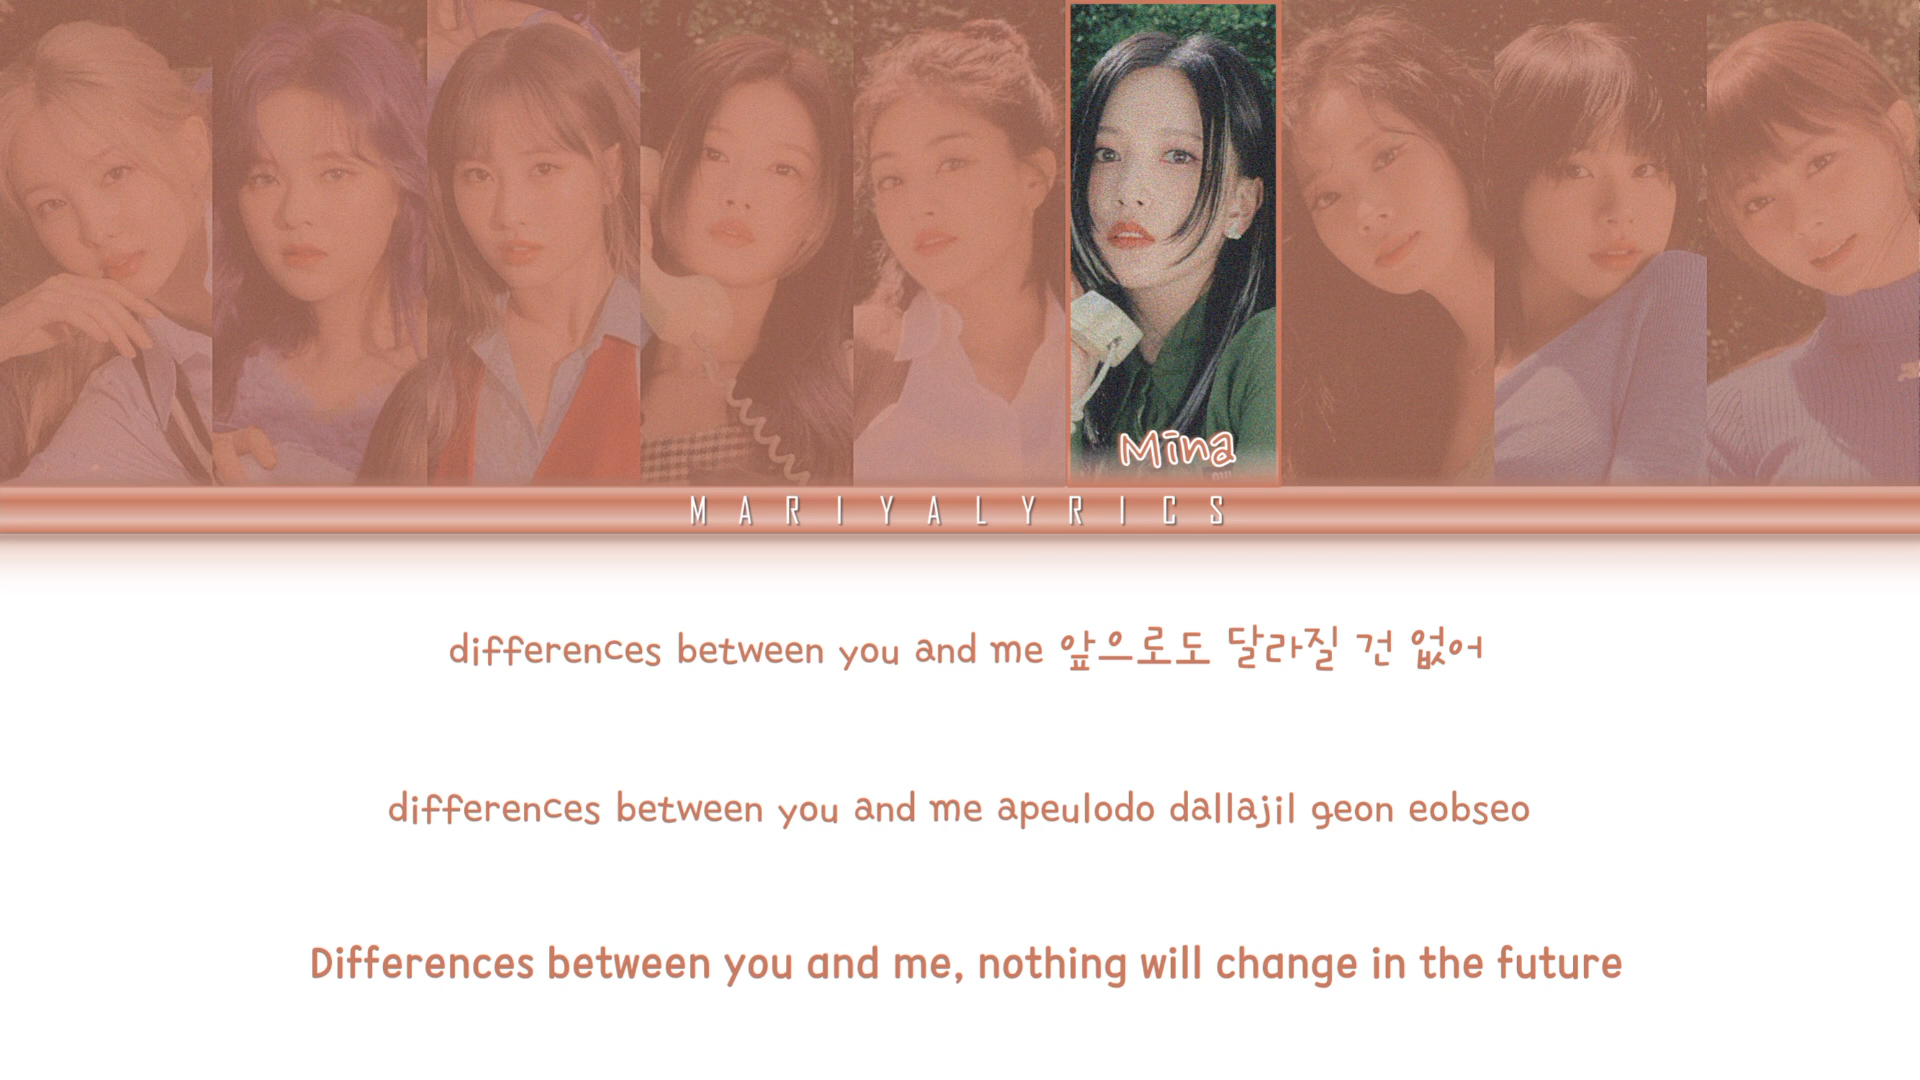 Mina
MARIYALYRICS
differences between you and me 앞으로도 달라질 건 없어
differences between you and me apeulodo dallajil geon eobseo
Differences between you and me, nothing will change in the future